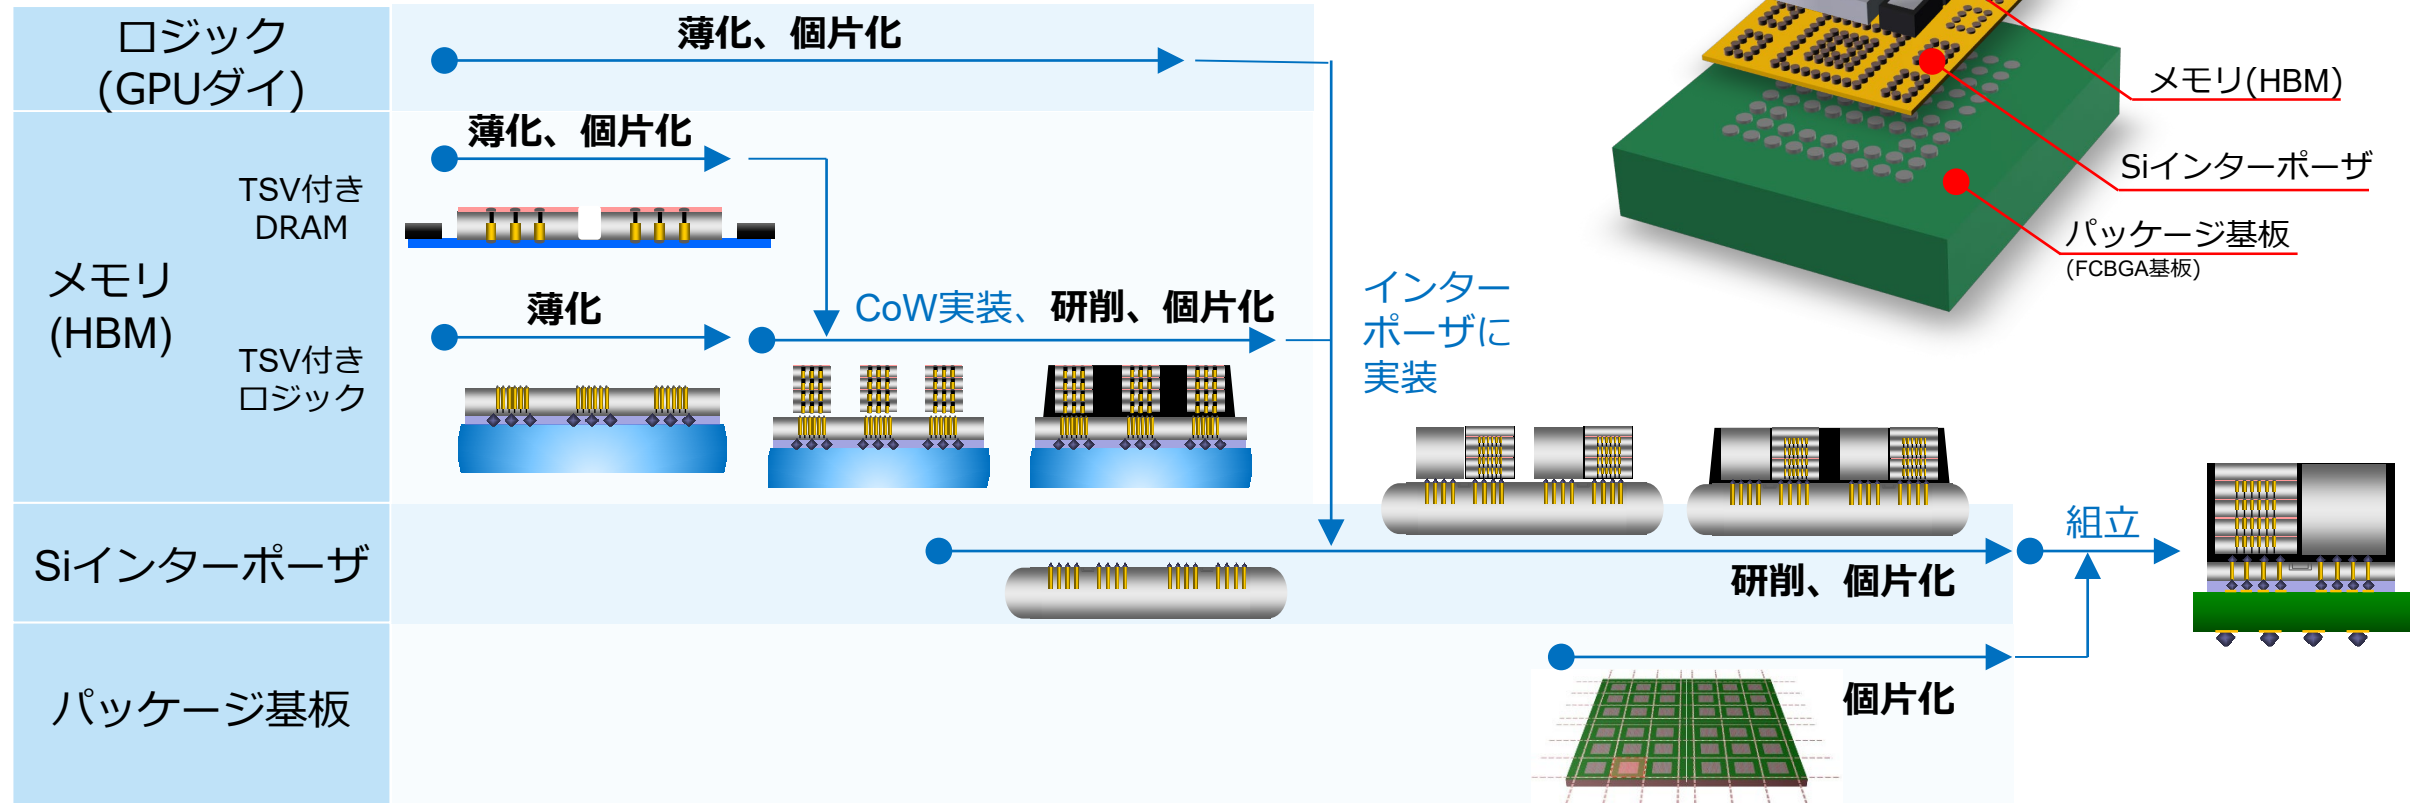 ロジック
(GPUダイ)
薄化、個片化
メモリ
(HBM)
TSV付き
DRAM
薄化、個片化
TSV付き
ロジック
薄化
CoW実装、研削、個片化
インター
ポーザに
実装
Siインターポーザ
研削、個片化
組立
パッケージ基板
個片化
メモリ(HBM)
Siインターポーザ
パッケージ基板
(FCBGA基板)